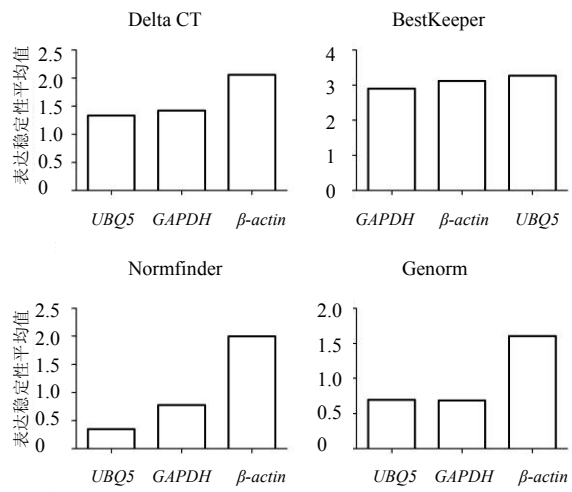 Delta CT
BestKeeper
表达稳定性平均值
2.5
2.0
1.5
1.0
0.5
0
UBQ5 GAPDH β-actin
4
3
2
1
0
GAPDH β-actin UBQ5
Normfinder
Genorm
表达稳定性平均值
2.5
2.0
1.5
1.0
0.5
0
UBQ5 GAPDH β-actin
2.0
1.5
1.0
0.5
0
UBQ5 GAPDH β-actin